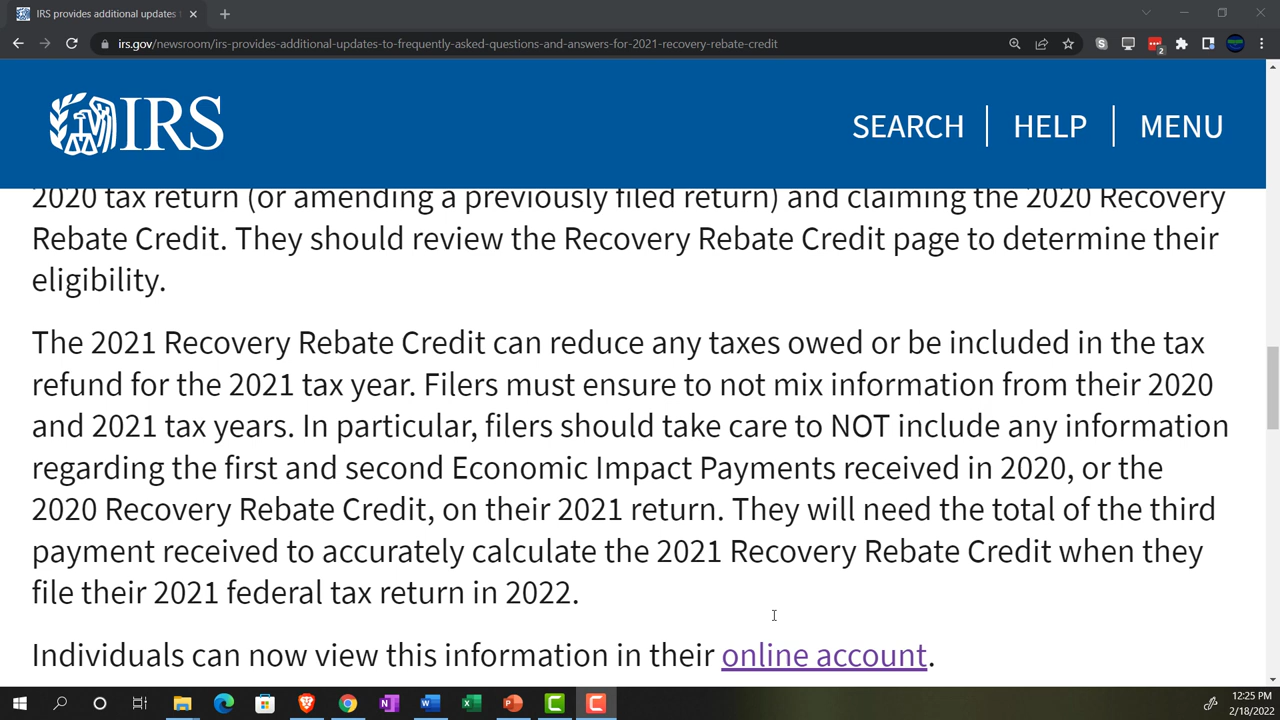 IRS provides additional updates
irs.gov/newsroom/irs-provides-additional-updates-to-frequently-asked-questions-and-answers-for-2021-recovery-rebate-credit
2
IRS
SEARCH HELP MENU
2020 tax return (or amending a previously filed return) and claiming the 2020 Recovery
Rebate Credit. They should review the Recovery Rebate Credit page to determine their
eligibility.
The 2021 Recovery Rebate Credit can reduce any taxes owed or be included in the tax
refund for the 2021 tax year. Filers must ensure to not mix information from their 2020
and 2021 tax years. In particular, filers should take care to NOT include any information
regarding the first and second Economic Impact Payments received in 2020, or the
2020 Recovery Rebate Credit, on their 2021 return. They will need the total of the third
payment received to accurately calculate the 2021 Recovery Rebate Credit when they
file their 2021 federal tax return in 2022.
Individuals can now view this information in their online account.
12:25 PM
2/18/2022